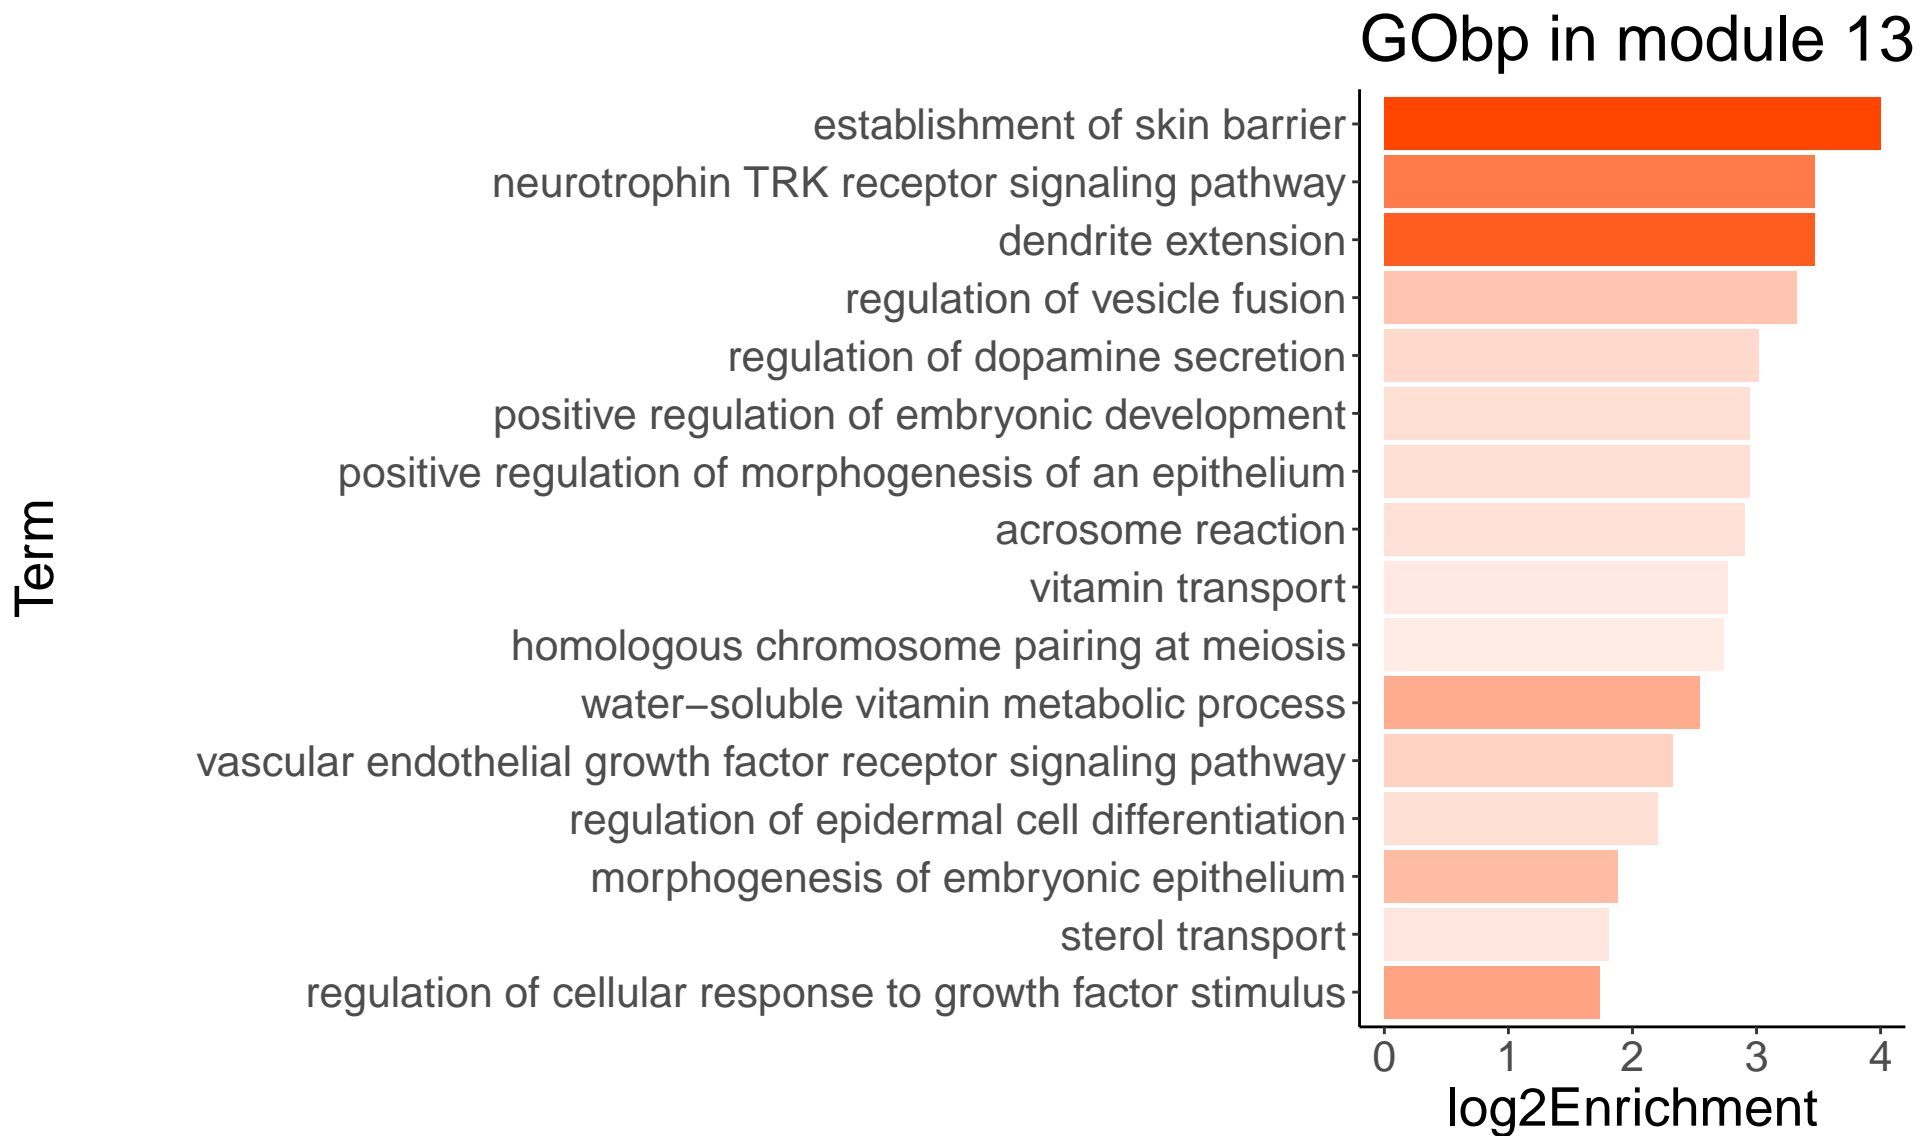 GObp in module 13
establishment of skin barrier
neurotrophin TRK receptor signaling pathway
dendrite extension
regulation of vesicle fusion
regulation of dopamine secretion
positive regulation of embryonic development
positive regulation of morphogenesis of an epithelium
acrosome reaction
vitamin transport
homologous chromosome pairing at meiosis
water−soluble vitamin metabolic process
vascular endothelial growth factor receptor signaling pathway
regulation of epidermal cell differentiation
morphogenesis of embryonic epithelium
sterol transport
regulation of cellular response to growth factor stimulus
Term
0 1 2 3 4
log2Enrichment